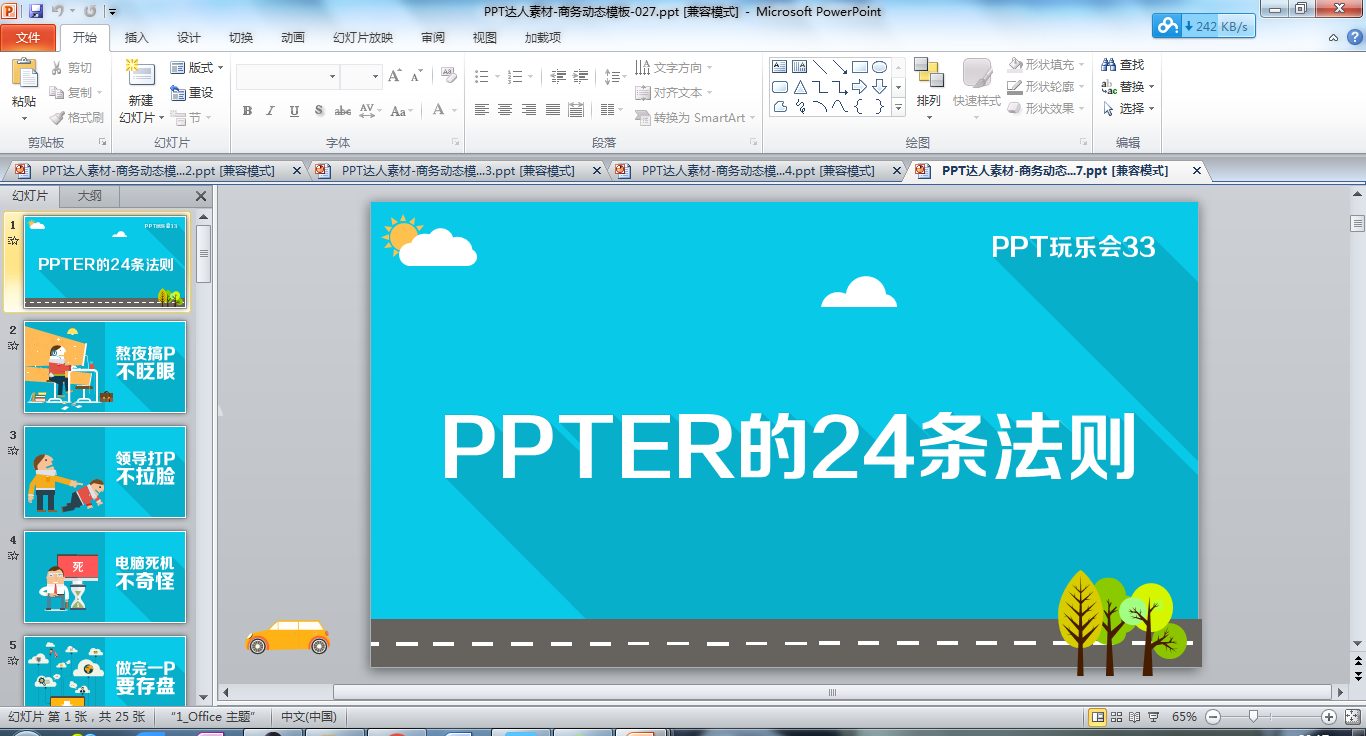 PPT达人素材-商务动态模板-027.ppt [兼容模式] - Microsoft PowerPoint
242 KB/s
文件 开始 插入 设计 切换 动画 幻灯片放映 审阅 视图 加载项
粘贴 剪切 复制 格式刷 剪贴板
新建 幻灯片 版式 重设 节 幻灯片
B I U S abc AV Aa A 字体
文字方向 对齐文本 转换为 SmartArt 段落
排列 快速样式 形状填充 形状轮廓 形状效果 绘图
查找 替换 选择 编辑
PPT达人素材-商务动态模...2.ppt [兼容模式] PPT达人素材-商务动态模...3.ppt [兼容模式] PPT达人素材-商务动态模...4.ppt [兼容模式] PPT达人素材-商务动态...7.ppt [兼容模式]
幻灯片 大纲
1
PPTER的24条法则
2
熬夜搞P
不眨眼
3
领导打P
不拉脸
4
死
电脑死机
不奇怪
5
做完一P
要存盘
PPT玩乐会33
PPTER的24条法则
幻灯片 第 1 张，共 25 张 “1_Office 主题” 中文(中国) 65%